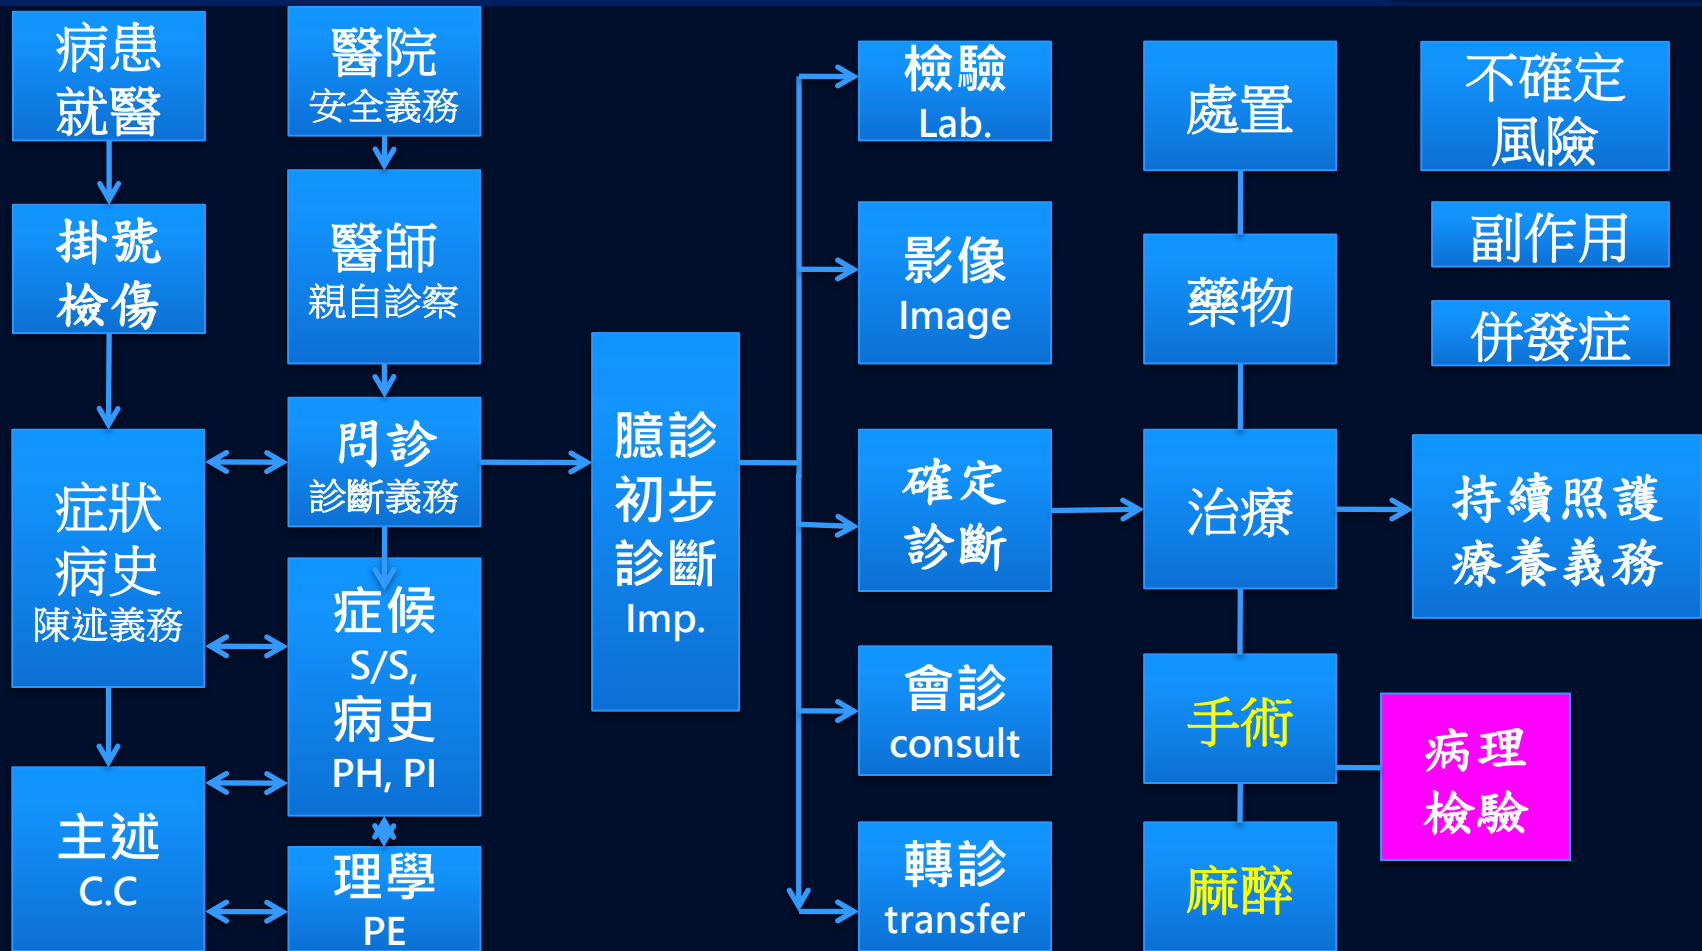 病患
就醫
掛號
檢傷
症狀
病史
陳述義務
主述
C.C
醫院
安全義務
醫師
親自診察
問診
診斷義務
症候
S/S,
病史
PH, PI
理學
PE
臆診
初步
診斷
Imp.
檢驗
Lab.
影像
Image
確定
診斷
會診
consult
轉診
transfer
處置
藥物
治療
手術
麻醉
不確定
風險
副作用
併發症
持續照護
療養義務
病理
檢驗